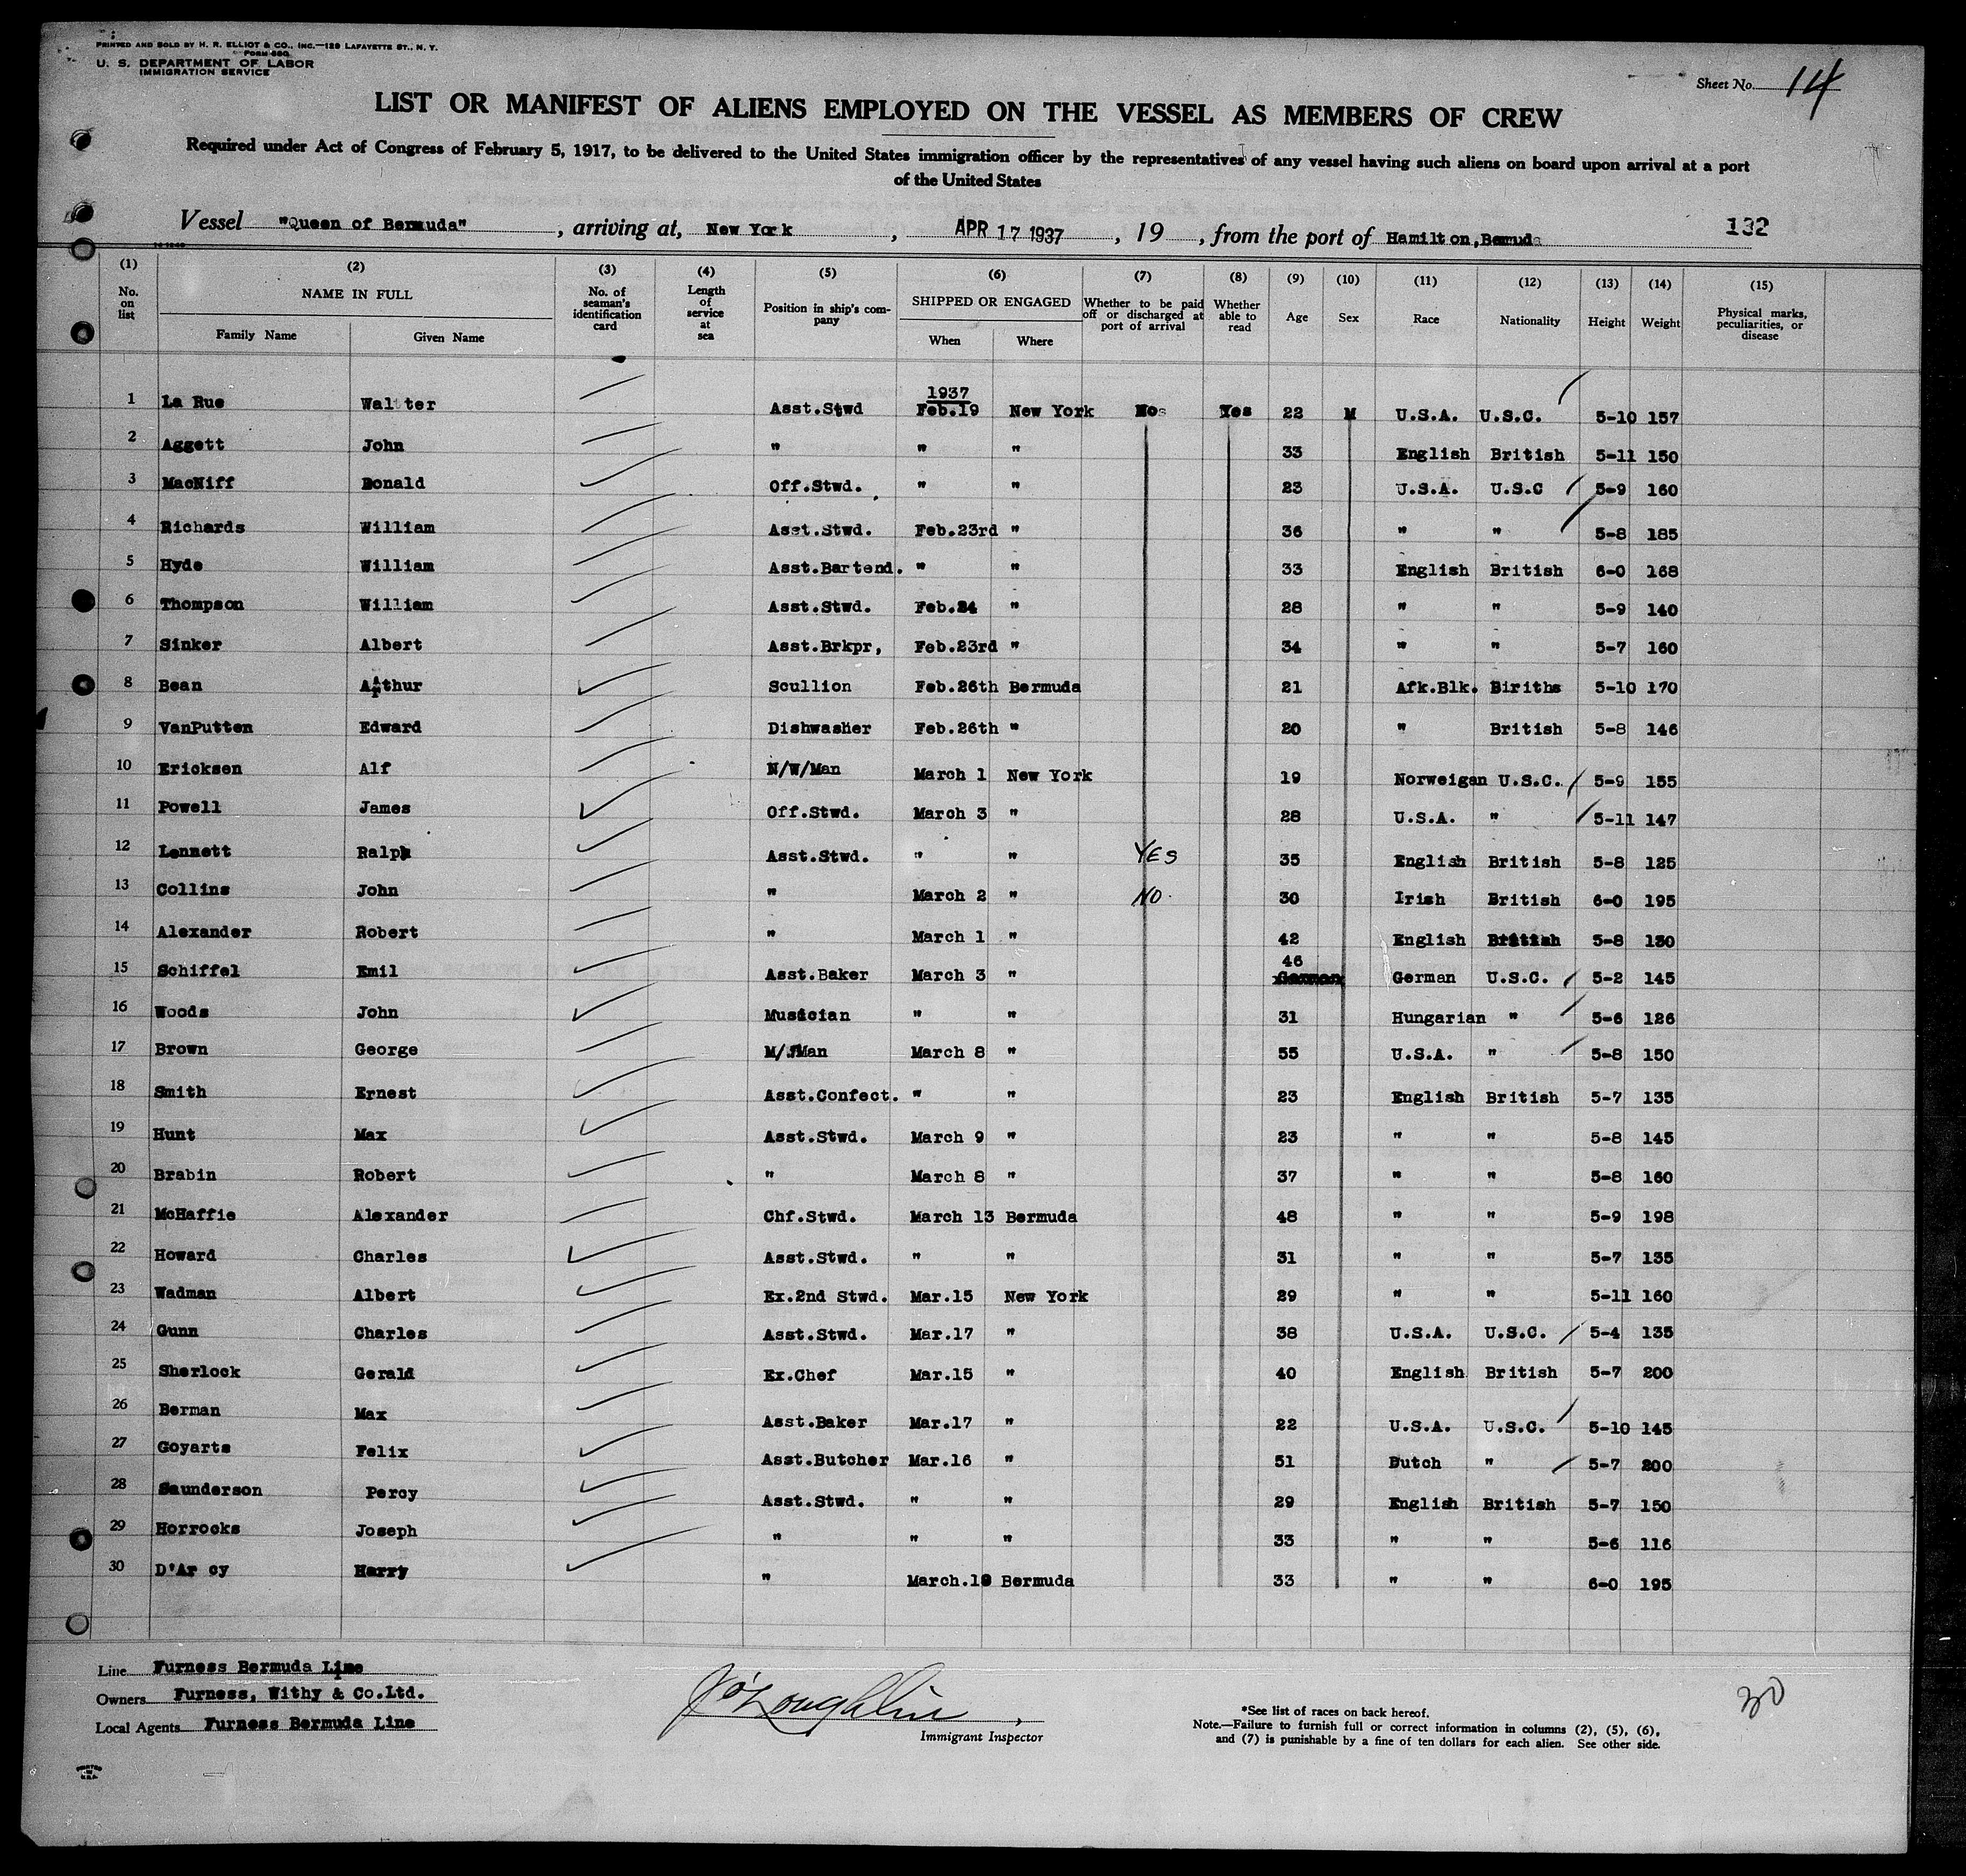 PRINTED AND SOLD BY H. R. ELLIOT & CO., INC.—129 LAFAYETTE ST., N. Y.
FORM 680
U. S. DEPARTMENT OF LABOR
IMMIGRATION SERVICE
Sheet No. 14
LIST OR MANIFEST OF ALIENS EMPLOYED ON THE VESSEL AS MEMBERS OF CREW
Required under Act of Congress of February 5, 1917, to be delivered to the United States immigration officer by the representatives of any vessel having such aliens on board upon arrival at a port
of the United States
Vessel "Queen of Bermuda", arriving at, New York, APR 17 1937, 19, from the port of Hamilton,Bermuda 132
(1) (2) (3) (4) (5) (6) (7) (8) (9) (10) (11) (12) (13) (14) (15)
No. on list NAME IN FULL Family Name Given Name No. of seaman's identification card Length of service at sea Position in ship's company SHIPPED OR ENGAGED When Where Whether to be paid off or discharged at port of arrival Whether able to read Age Sex Race Nationality Height Weight Physical marks, peculiarities, or disease
1937
1 La Rue Walter Asst.Stwd Feb.19 New York No Yes 22 M U.S.A. U.S.C. 5-10 157
2 Aggett John " " " 33 English British 5-11 150
3 MacNiff Donald Off.Stwd. " " 23 U.S.A. U.S.C 5-9 160
4 Richards William Asst.Stwd. Feb.23rd " 36 " " 5-8 185
5 Hyde William Asst.Bartend. " " 33 English British 6-0 168
6 Thompson William Asst.Stwd. Feb.24 " 28 " " 5-9 140
7 Sinker Albert Asst.Brkpr, Feb.23rd " 34 " " 5-7 160
8 Bean Arthur Scullion Feb.26th Bermuda 21 Afk.Blk. Biriths 5-10 170
9 VanPutten Edward Dishwasher Feb.26th " 20 " British 5-8 146
10 Ericksen Alf N/W/Man March 1 New York 19 Norweigan U.S.C. 5-9 155
11 Powell James Off.Stwd. March 3 " 28 U.S.A. " 5-11 147
12 Lennett Ralph Asst.Stwd. " " YES 35 English British 5-8 125
13 Collins John " March 2 " NO. 30 Irish British 6-0 195
14 Alexander Robert " March 1 " 42 English British 5-8 130
15 Schiffel Emil Asst.Baker March 3 " 46 German U.S.C. 5-2 145
16 Woods John Musician " " 31 Hungarian " 5-6 126
17 Brown George Man March 8 " 55 U.S.A. " 5-8 150
18 Smith Ernest Asst.Confect. " " 23 English British 5-7 135
19 Hunt Max Asst.Stwd. March 9 " 23 " " 5-8 145
20 Brabin Robert " March 8 " 37 " " 5-8 160
21 McHaffie Alexander Chf.Stwd. March 13 Bermuda 48 " " 5-9 198
22 Howard Charles Asst.Stwd. " " 31 " " 5-7 135
23 Wadman Albert Ex.2nd Stwd. Mar.15 New York 29 " " 5-11 160
24 Gunn Charles Asst.Stwd. Mar.17 " 38 U.S.A. U.S.C. 5-4 135
25 Sherlock Gerald Ex.Chef Mar.15 " 40 English British 5-7 200
26 Berman Max Asst.Baker Mar.17 " 22 U.S.A. U.S.C. 5-10 145
27 Goyarts Felix Asst.Butcher Mar.16 " 51 Dutch " 5-7 200
28 Saunderson Percy Asst.Stwd. " " 29 English British 5-7 150
29 Horrocks Joseph " " " 33 " " 5-6 116
30 D'Ar cy Harry " Bermuda 33 " " 6-0 195
Line Furness Bermuda Line
Owners Furness, Withy & Co.Ltd.
Local Agents Furness Bermuda Line
J O'Loughlin
Immigrant Inspector
*See list of races on back hereof.
Note.—Failure to furnish full or correct information in columns (2), (5), (6),
and (7) is punishable by a fine of ten dollars for each alien. See other side.
30
PRINTED IN U.S.A.